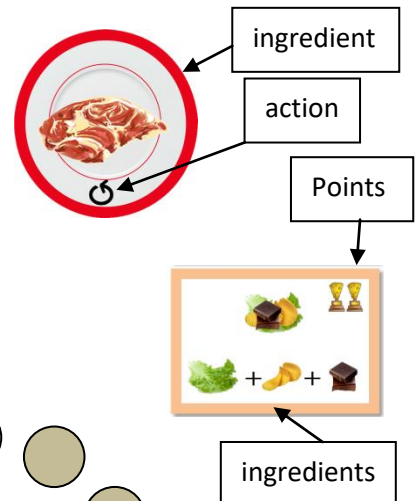 ingredient
action
Points
+ +
ingredients